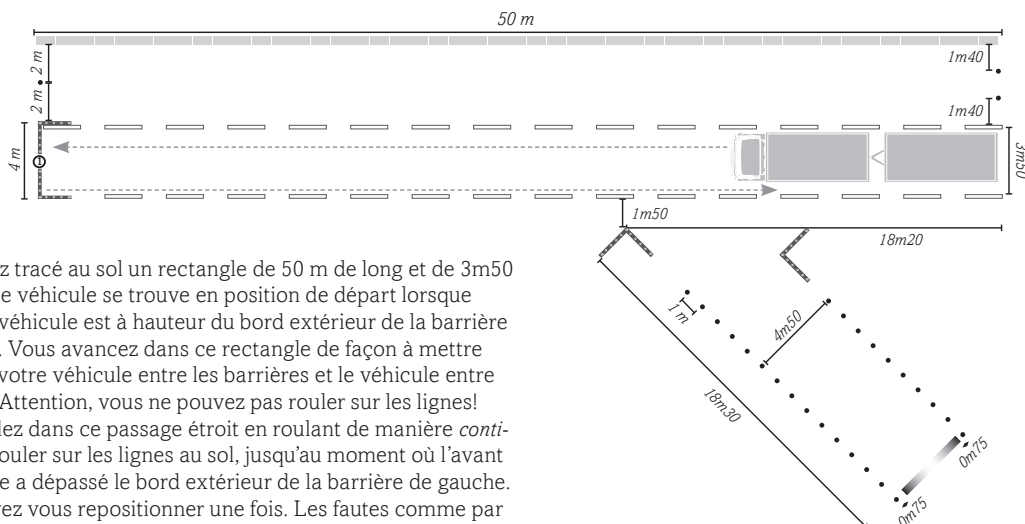 50 m
2 m
2 m
1m40
1m40
4 m
1
3m50
1m50
18m20
z tracé au sol un rectangle de 50 m de long et de 3m50
e véhicule se trouve en position de départ lorsque
véhicule est à hauteur du bord extérieur de la barrière
. Vous avancez dans ce rectangle de façon à mettre
votre véhicule entre les barrières et le véhicule entre
Attention, vous ne pouvez pas rouler sur les lignes!
lez dans ce passage étroit en roulant de manière conti-
ouler sur les lignes au sol, jusqu'au moment où l'avant
e a dépassé le bord extérieur de la barrière de gauche.
ez vous repositionner une fois. Les fautes comme par
1 m
4m50
18m30
0m75
0m75